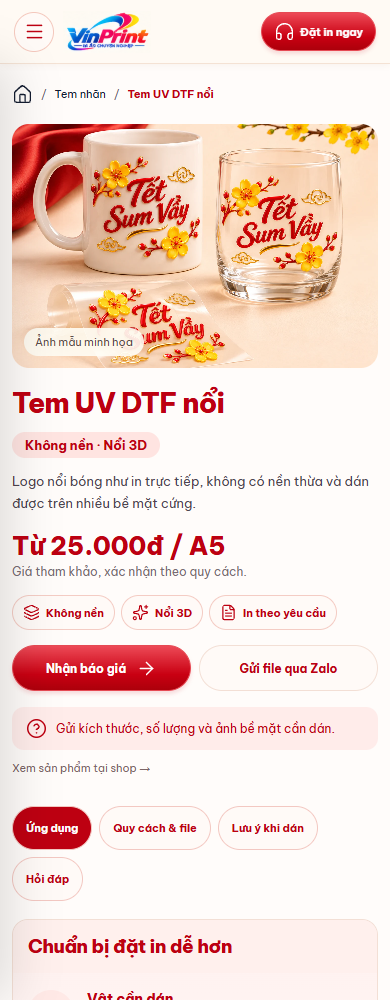 VinPrint
IN ẤN CHUYÊN NGHIỆP
Đặt in ngay
/ Tem nhãn / Tem UV DTF nổi
Tết
Sum Vầy
Tết
Sum Vầy
Tết
Sum Vầy
Ảnh mẫu minh họa
Tem UV DTF nổi
Không nền · Nổi 3D
Logo nổi bóng như in trực tiếp, không có nền thừa và dán
được trên nhiều bề mặt cứng.
Từ 25.000đ / A5
Giá tham khảo, xác nhận theo quy cách.
Không nền
Nổi 3D
In theo yêu cầu
Nhận báo giá →
Gửi file qua Zalo
Gửi kích thước, số lượng và ảnh bề mặt cần dán.
Xem sản phẩm tại shop →
Ứng dụng
Quy cách & file
Lưu ý khi dán
Hỏi đáp
Chuẩn bị đặt in dễ hơn
Vật cần dán